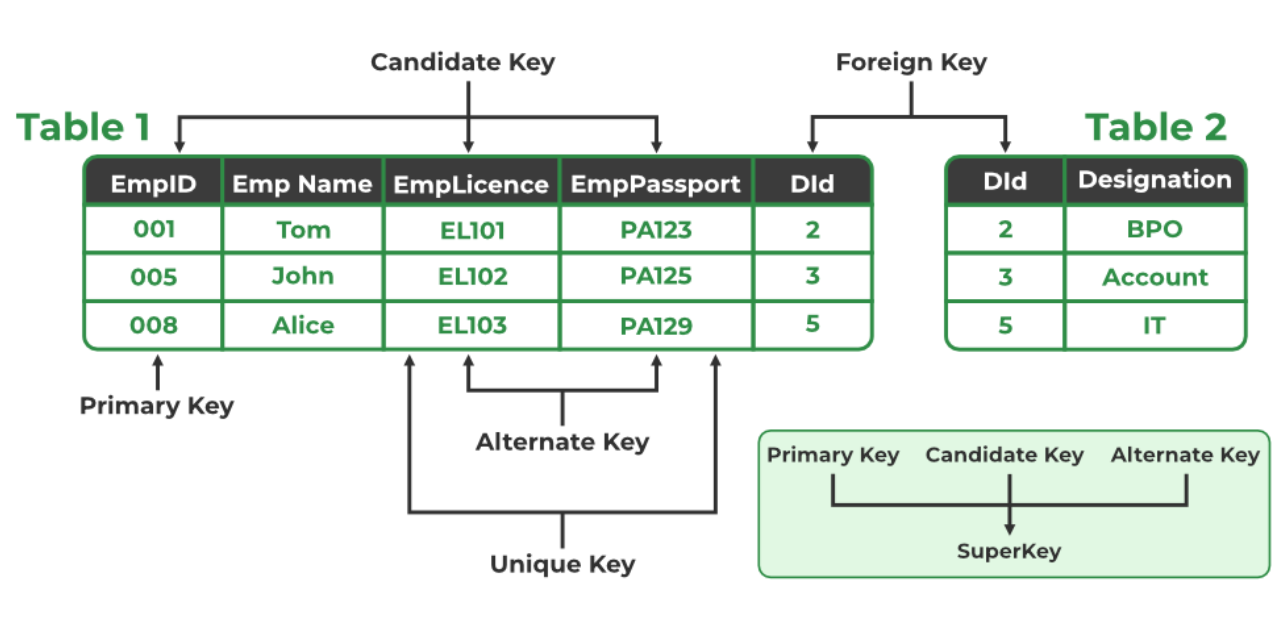 Candidate Key
Foreign Key
Table 1
Table 2
EmpID Emp Name EmpLicence EmpPassport DId
001 Tom EL101 PA123 2
005 John EL102 PA125 3
008 Alice EL103 PA129 5
DId Designation
2 BPO
3 Account
5 IT
Primary Key
Alternate Key
Unique Key
Primary Key Candidate Key Alternate Key
SuperKey